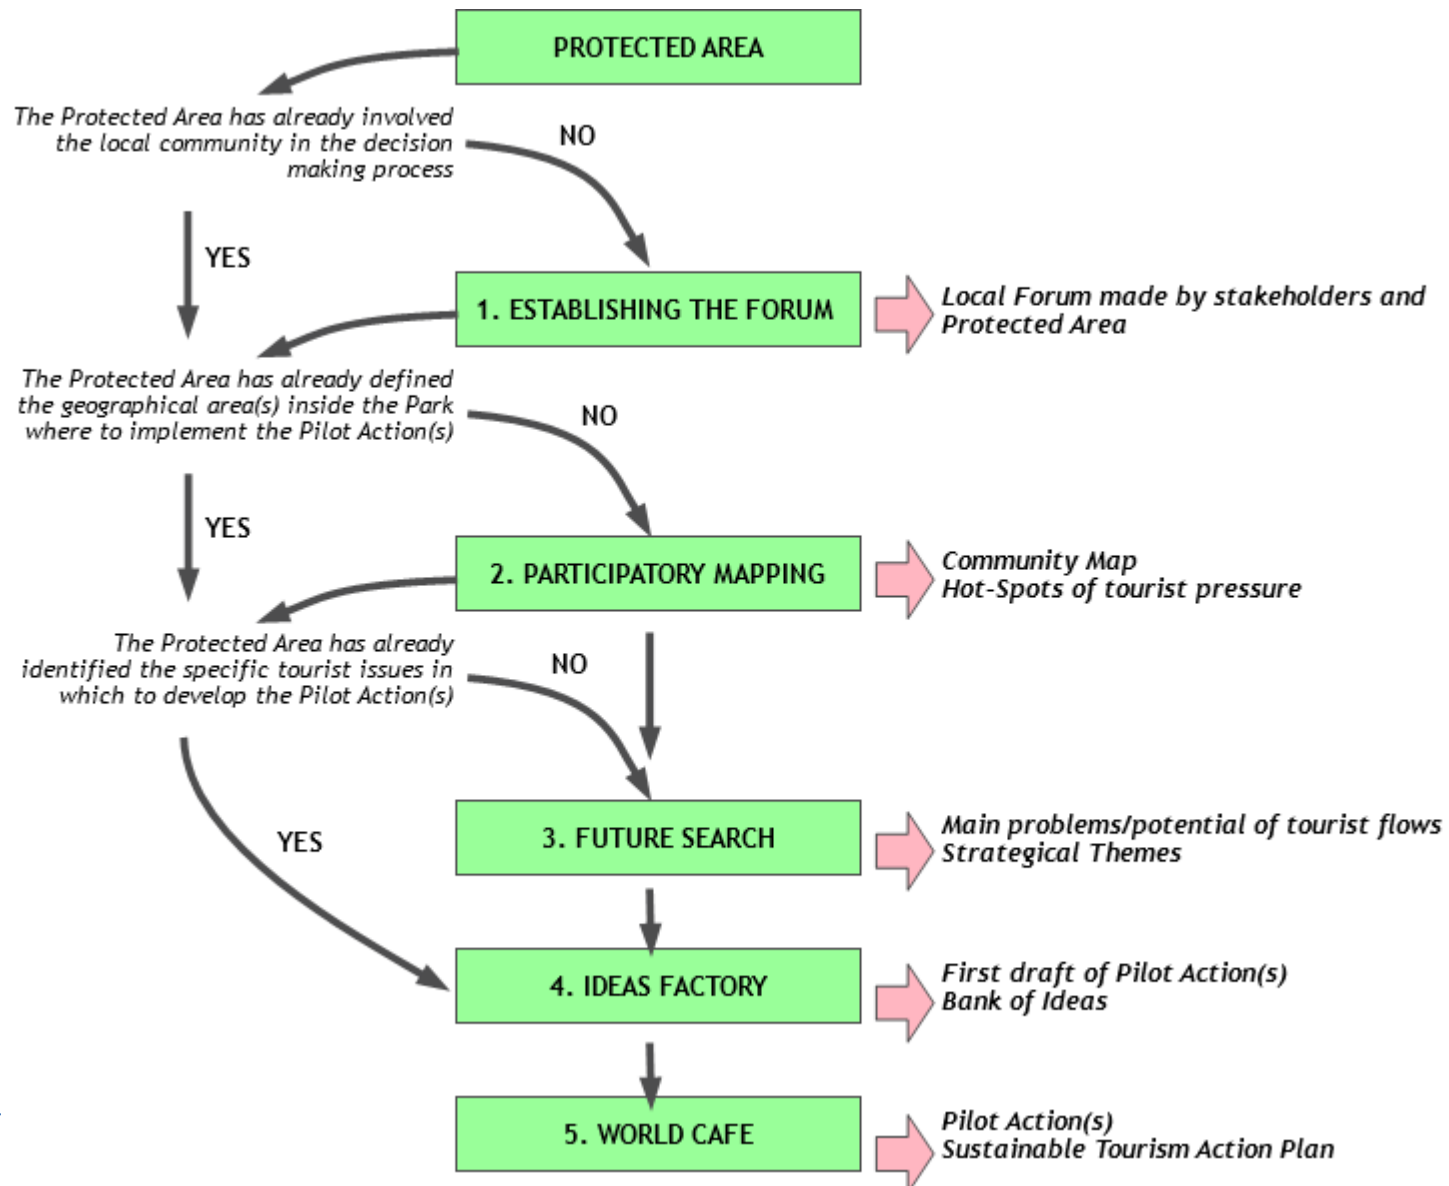 PROTECTED AREA
The Protected Area has already involved
the local community in the decision
making process
NO
YES
1. ESTABLISHING THE FORUM
Local Forum made by stakeholders and
Protected Area
The Protected Area has already defined
the geographical area(s) inside the Park
where to implement the Pilot Action(s)
NO
YES
2. PARTICIPATORY MAPPING
Community Map
Hot-Spots of tourist pressure
The Protected Area has already
identified the specific tourist issues in
which to develop the Pilot Action(s)
NO
YES
3. FUTURE SEARCH
Main problems/potential of tourist flows
Strategical Themes
4. IDEAS FACTORY
First draft of Pilot Action(s)
Bank of Ideas
5. WORLD CAFE
Pilot Action(s)
Sustainable Tourism Action Plan